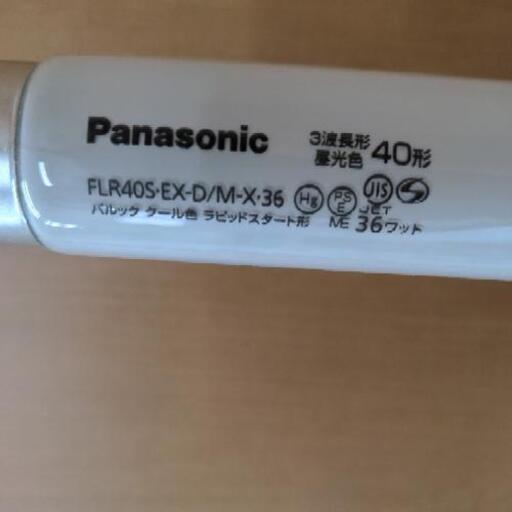 Panasonic 3波長形 昼光色 40形
FLR40S・EX-D/M-X・36 Hg PS E JIS JET
パルック クール色 ラピッドスタート形 ME 36ワット